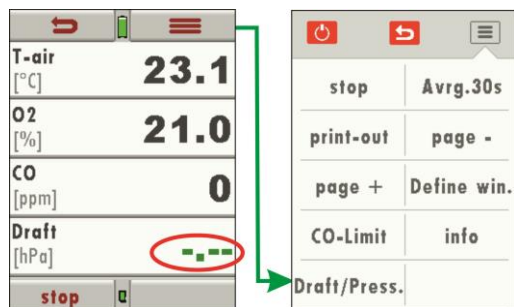 T-air
[°C]
23.1
O2
[%]
21.0
CO
[ppm]
0
Draft
[hPa]
-.--
stop
stop Avrg.30s
print-out page -
page + Define win.
CO-Limit info
Draft/Press.